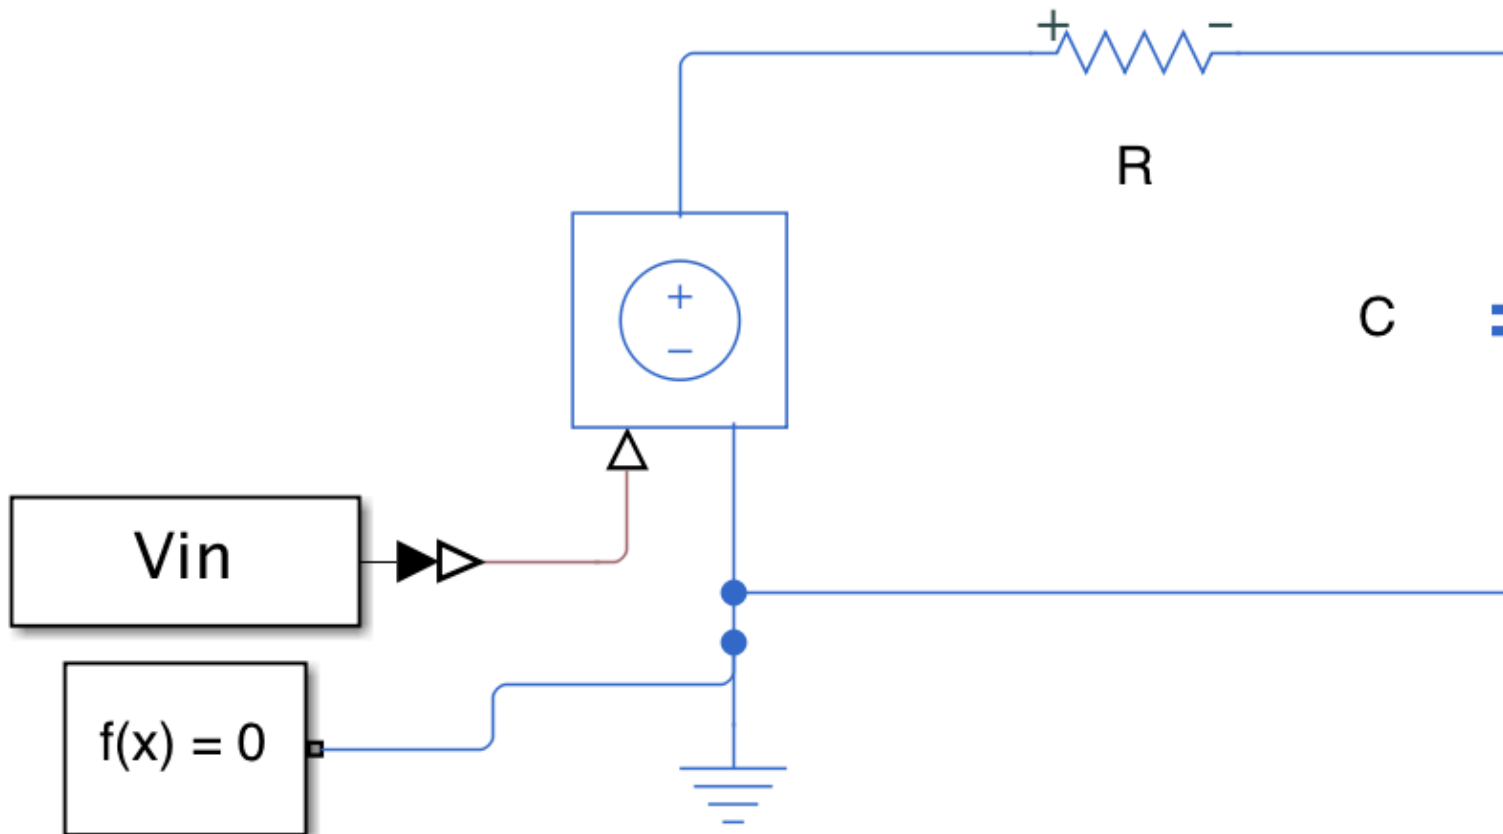 + −
R
+
−
C
Vin
f(x) = 0